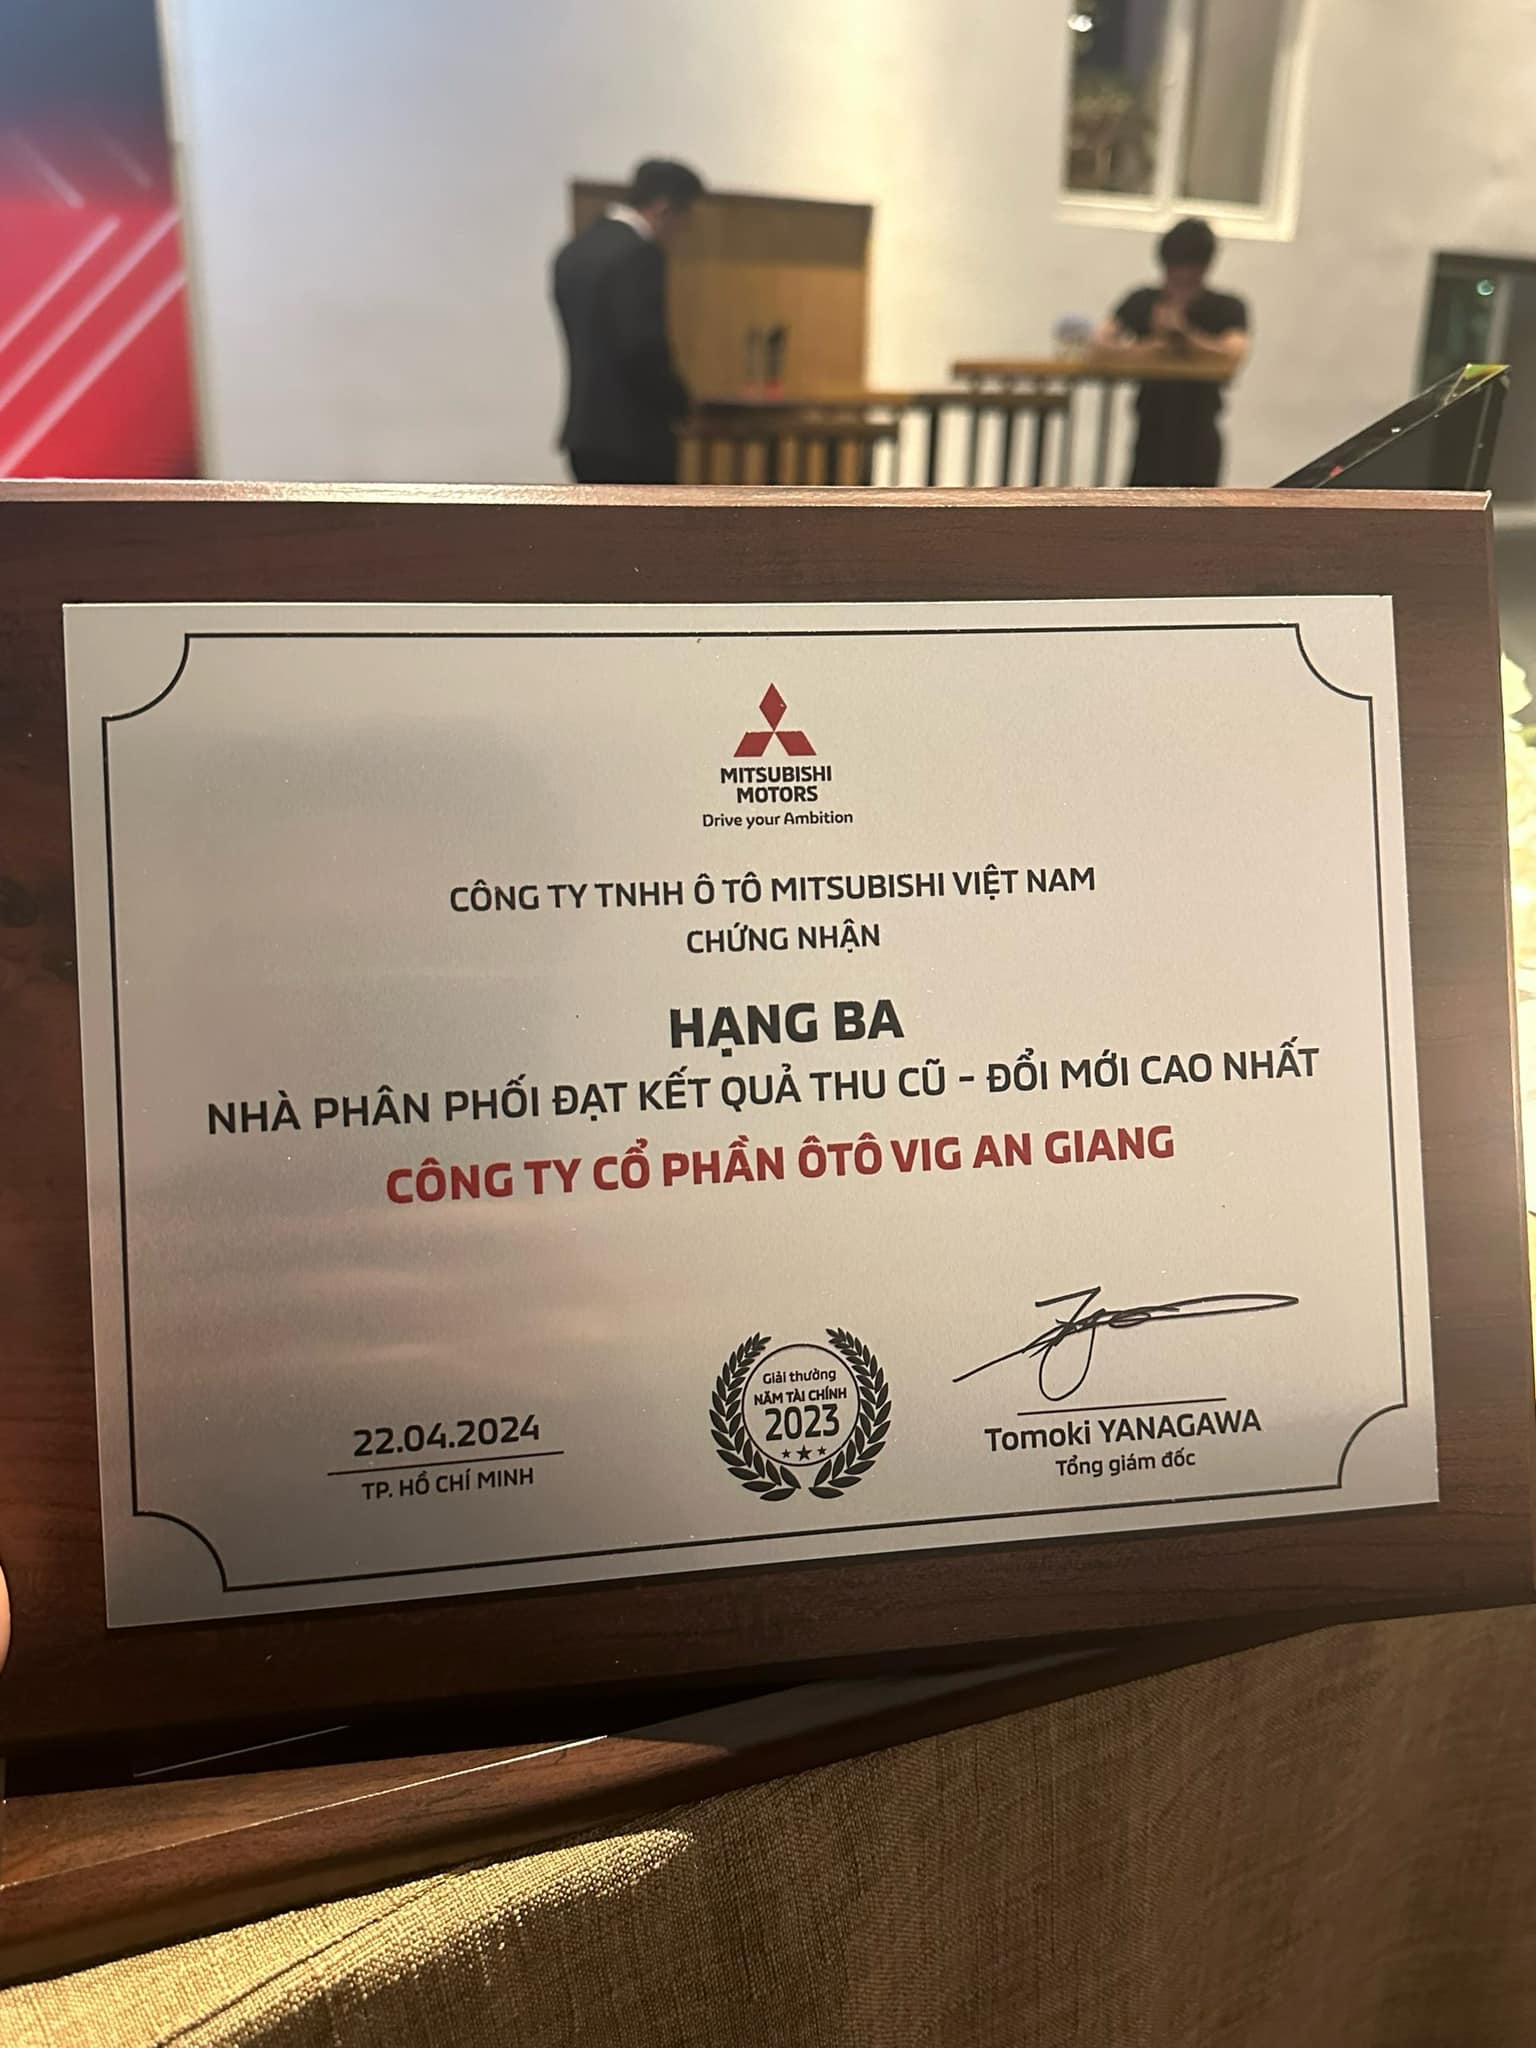 MITSUBISHI
MOTORS
Drive your Ambition
CÔNG TY TNHH Ô TÔ MITSUBISHI VIỆT NAM
CHỨNG NHẬN
HẠNG BA
NHÀ PHÂN PHỐI ĐẠT KẾT QUẢ THU CŨ - ĐỔI MỚI CAO NHẤT
CÔNG TY CỔ PHẦN ÔTÔ VIG AN GIANG
Giải thưởng
NĂM TÀI CHÍNH
2023
22.04.2024
TP. HỒ CHÍ MINH
Tomoki YANAGAWA
Tổng giám đốc